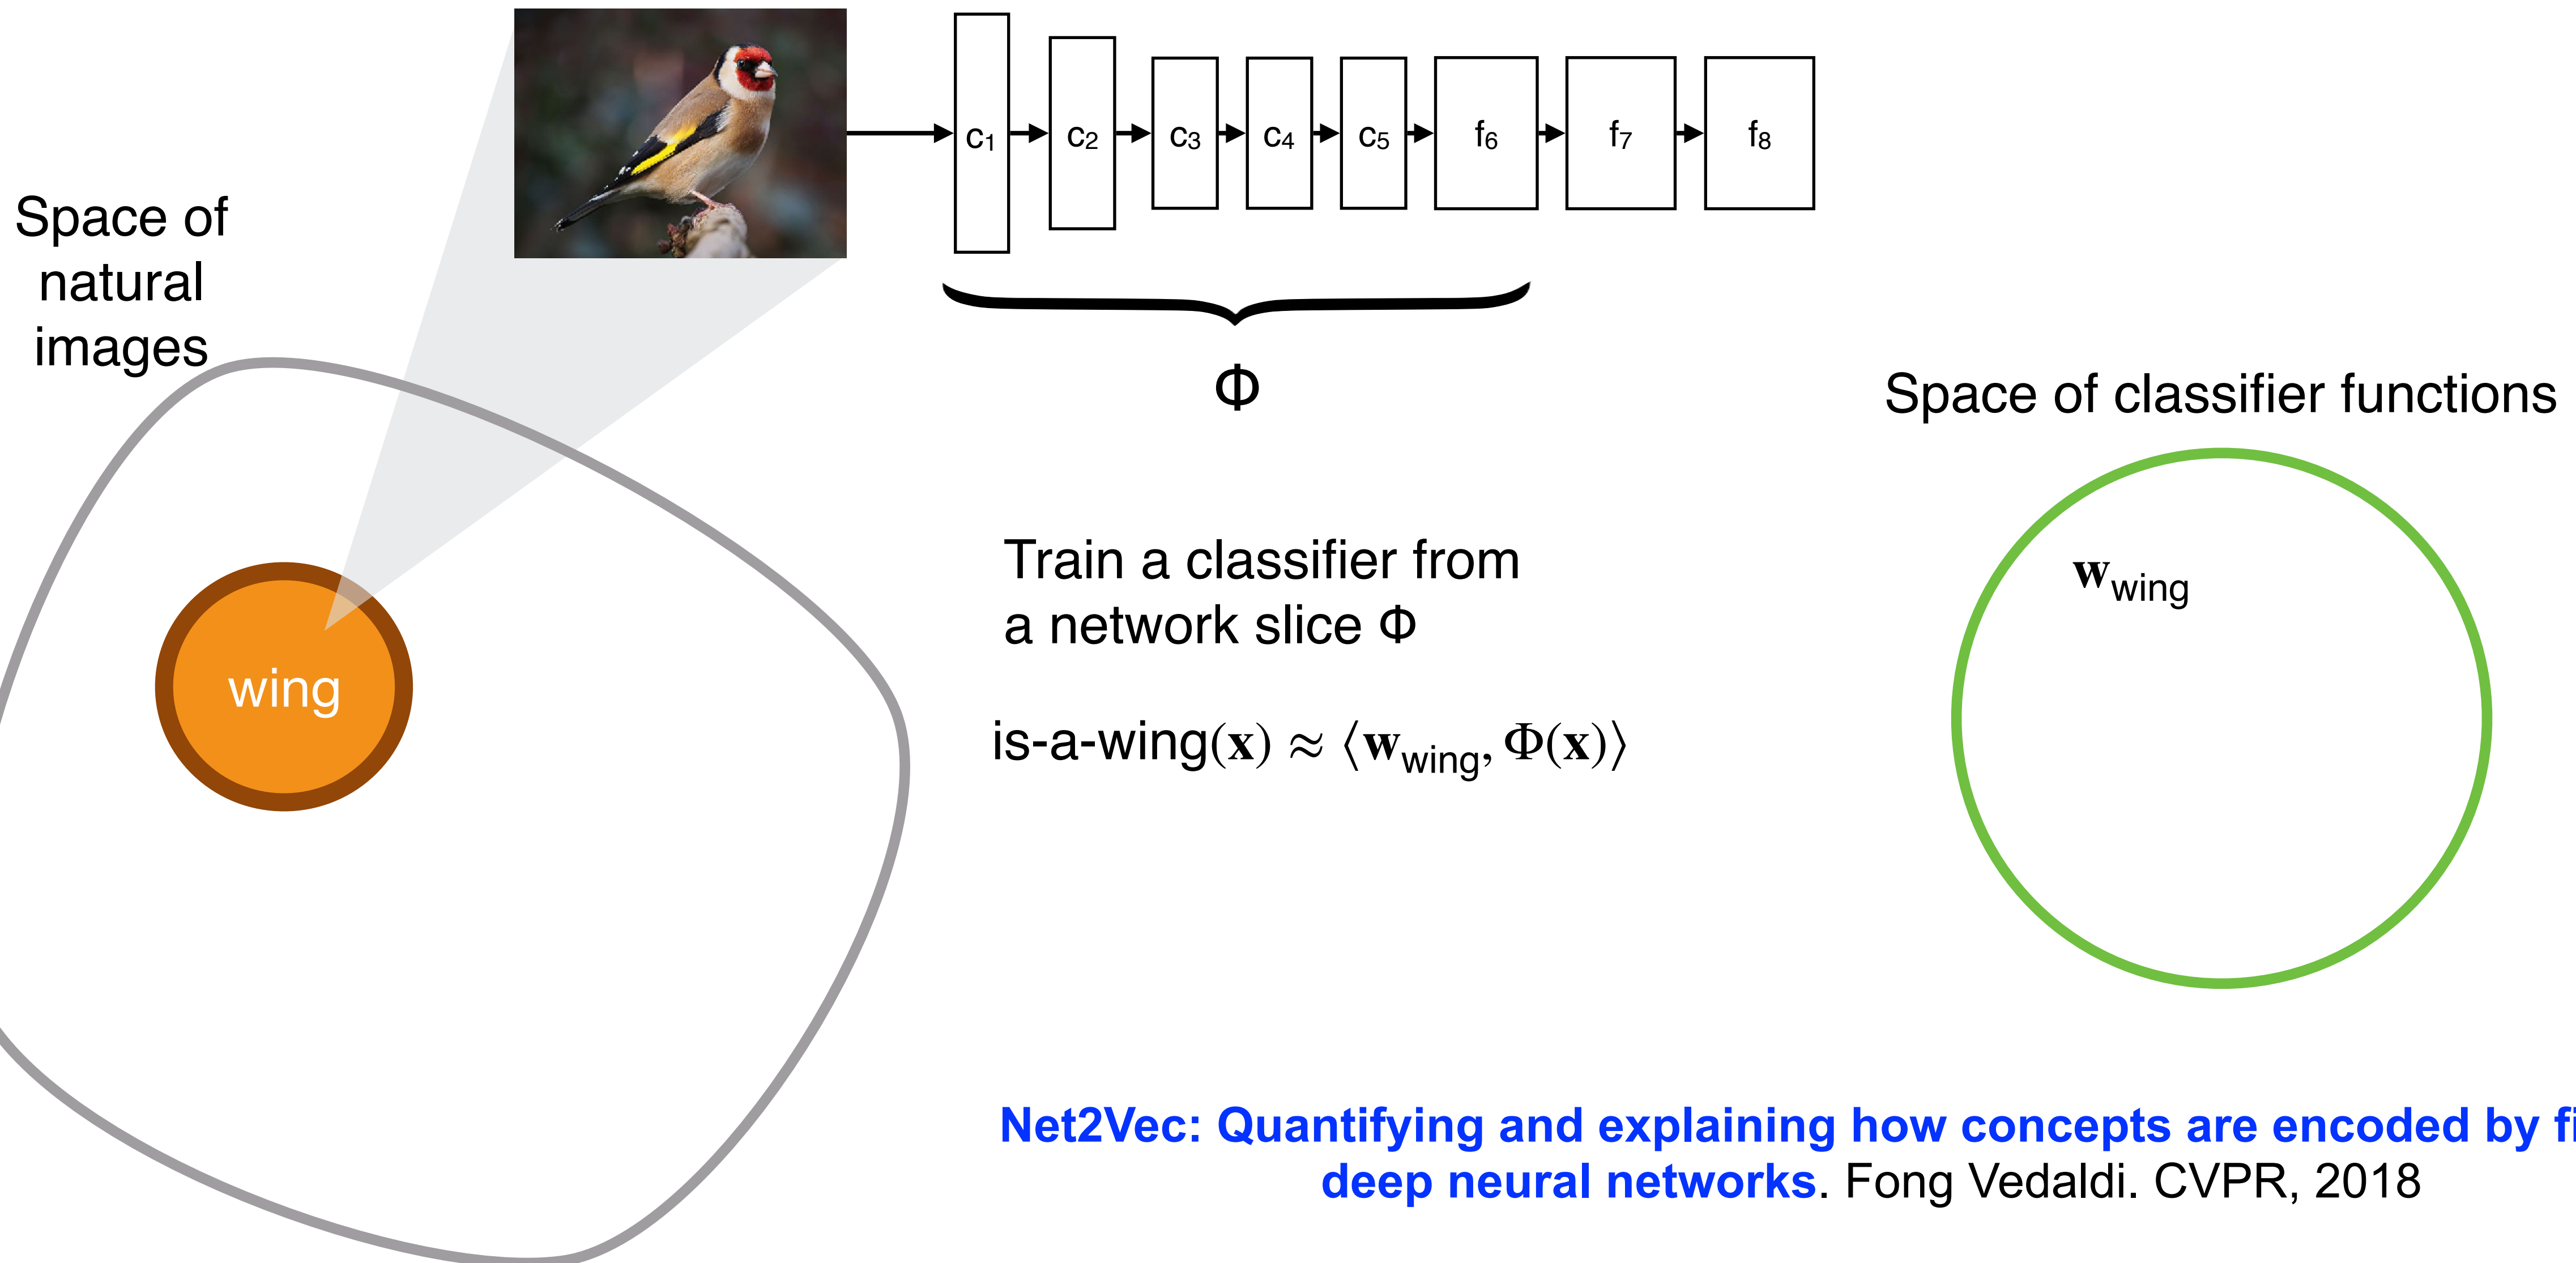 c₁ c₂ c₃ c₄ c₅ f₆ f₇ f₈
Φ
Space of
natural
images
wing
Train a classifier from
a network slice Φ
is-a-wing(x) ≈ ⟨w_wing, Φ(x)⟩
Space of classifier functions
w_wing
Net2Vec: Quantifying and explaining how concepts are encoded by
deep neural networks. Fong Vedaldi. CVPR, 2018